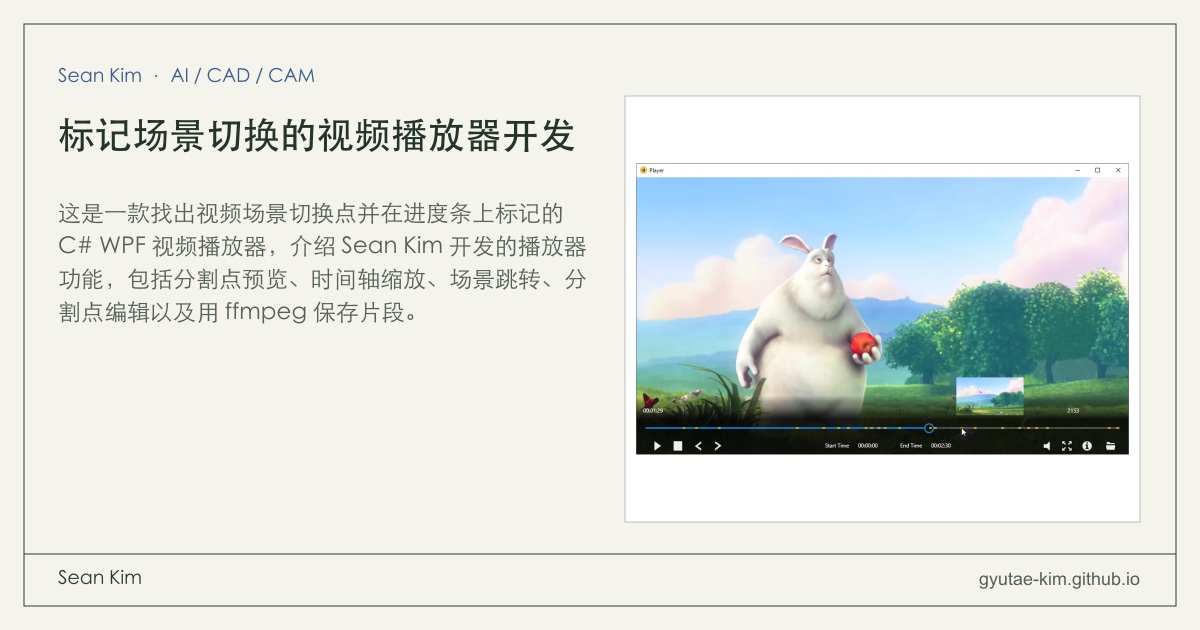 Sean Kim · AI / CAD / CAM
标记场景切换的视频播放器开发
这是一款找出视频场景切换点并在进度条上标记的
C# WPF 视频播放器，介绍 Sean Kim 开发的播放器
功能，包括分割点预览、时间轴缩放、场景跳转、分
割点编辑以及用 ffmpeg 保存片段。
Player
00:01:29
2153
Start Time 00:00:00 End Time 00:02:30
Sean Kim
gyutae-kim.github.io